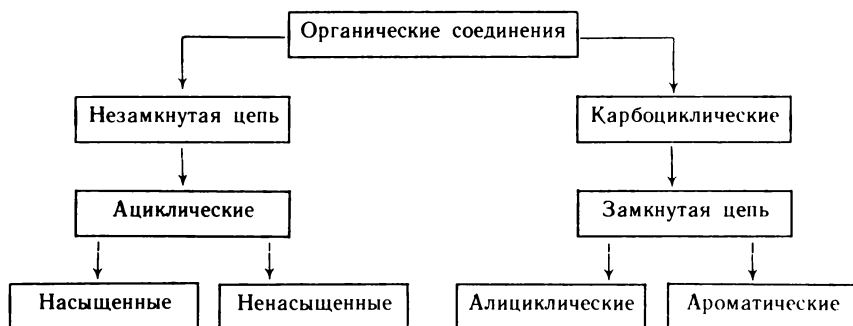 Органические соединения
Незамкнутая цепь
Карбоциклические
Ациклические
Замкнутая цепь
Насыщенные
Ненасыщенные
Алициклические
Ароматические